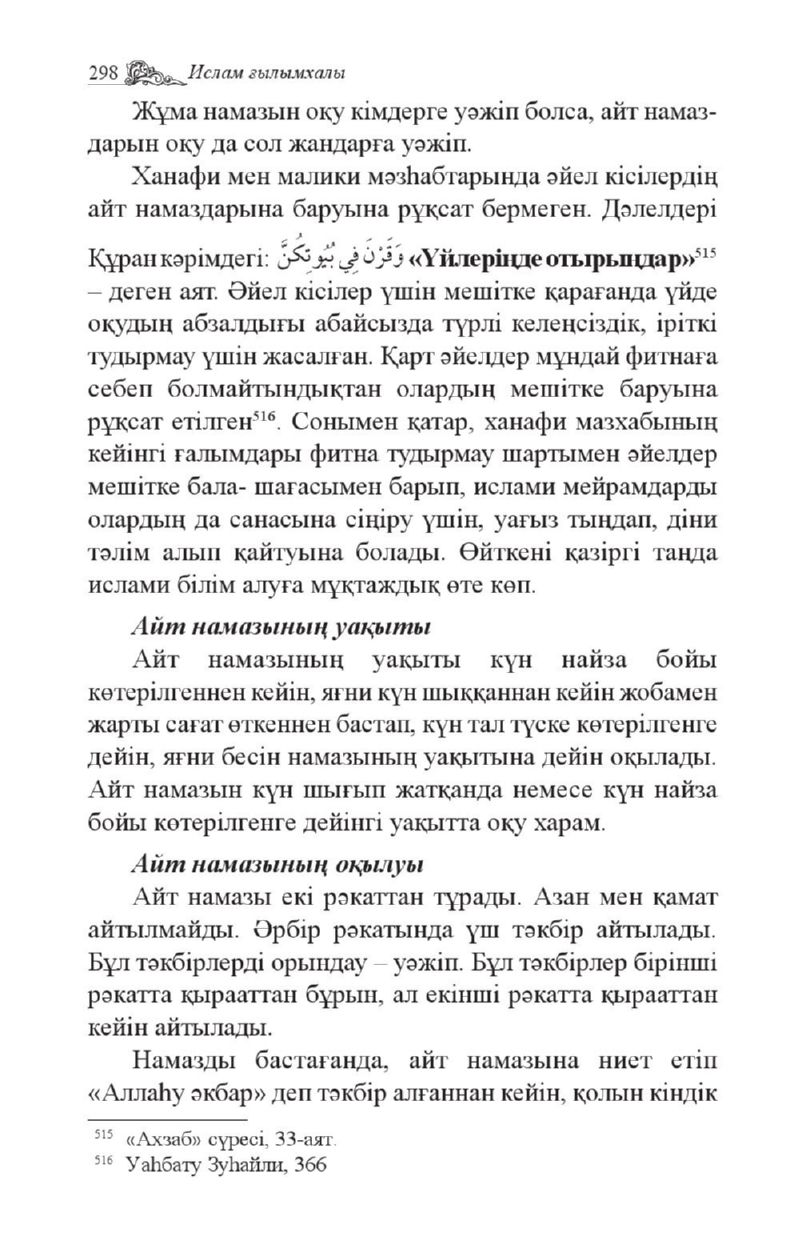 298 Ислам ғылымхалы
Жұма намазын оқу кімдерге уәжіп болса, айт намаз-
дарын оқу да сол жандарға уәжіп.
Ханафи мен малики мәзһабтарында әйел кісілердің
айт намаздарына баруына рұқсат бермеген. Дәлелдері
Құран кәрімдегі: وَقَرْنَ فِي بُيُوتِكُنَّ «Үйлеріңде отырыңдар»⁵¹⁵
– деген аят. Әйел кісілер үшін мешітке қарағанда үйде
оқудың абзалдығы абайсызда түрлі келеңсіздік, іріткі
тудырмау үшін жасалған. Қарт әйелдер мұндай фитнаға
себеп болмайтындықтан олардың мешітке баруына
рұқсат етілген⁵¹⁶. Сонымен қатар, ханафи мазхабының
кейінгі ғалымдары фитна тудырмау шартымен әйелдер
мешітке бала- шағасымен барып, ислами мейрамдарды
олардың да санасына сіңіру үшін, уағыз тыңдап, діни
тәлім алып қайтуына болады. Өйткені қазіргі таңда
ислами білім алуға мұқтаждық өте көп.
Айт намазының уақыты
Айт намазының уақыты күн найза бойы
көтерілгеннен кейін, яғни күн шыққаннан кейін жобамен
жарты сағат өткеннен бастап, күн тал түске көтерілгенге
дейін, яғни бесін намазының уақытына дейін оқылады.
Айт намазын күн шығып жатқанда немесе күн найза
бойы көтерілгенге дейінгі уақытта оқу харам.
Айт намазының оқылуы
Айт намазы екі рәкаттан тұрады. Азан мен қамат
айтылмайды. Әрбір рәкатында үш тәкбір айтылады.
Бұл тәкбірлерді орындау – уәжіп. Бұл тәкбірлер бірінші
рәкатта қырааттан бұрын, ал екінші рәкатта қырааттан
кейін айтылады.
Намазды бастағанда, айт намазына ниет етіп
«Аллаһу әкбар» деп тәкбір алғаннан кейін, қолын кіндік
⁵¹⁵ «Ахзаб» сүресі, 33-аят.
⁵¹⁶ Уаһбату Зуһайли, 366